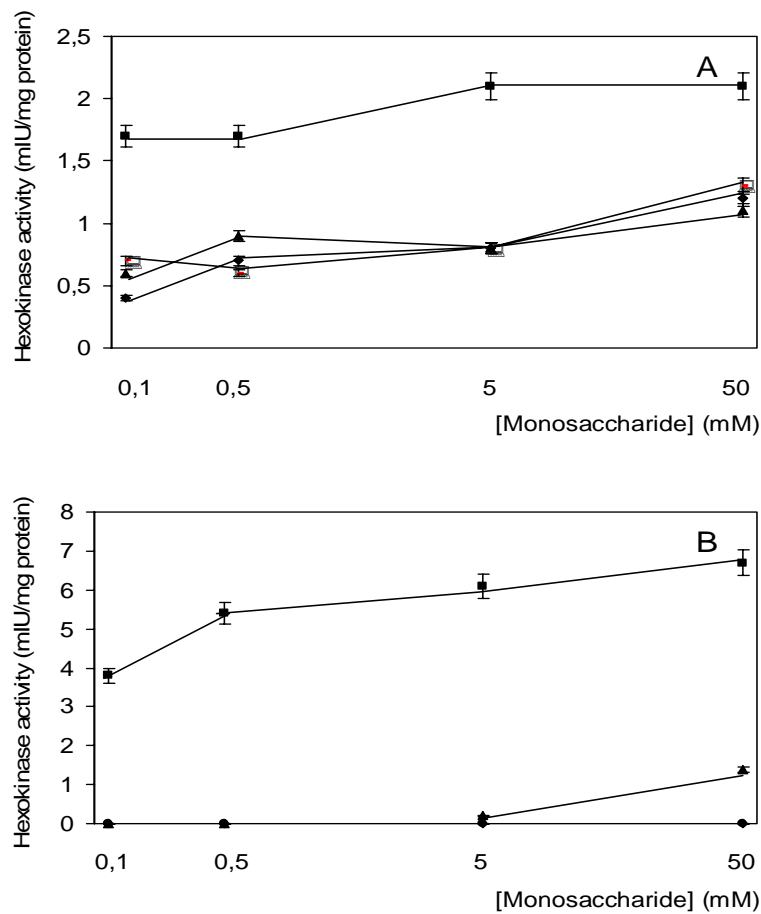 Hexokinase activity (mIU/mg protein)
2,5
2
1,5
1
0,5
0
A
0,1 0,5 5 50
[Monosaccharide] (mM)
Hexokinase activity (mIU/mg protein)
8
7
6
5
4
3
2
1
0
B
0,1 0,5 5 50
[Monosaccharide] (mM)